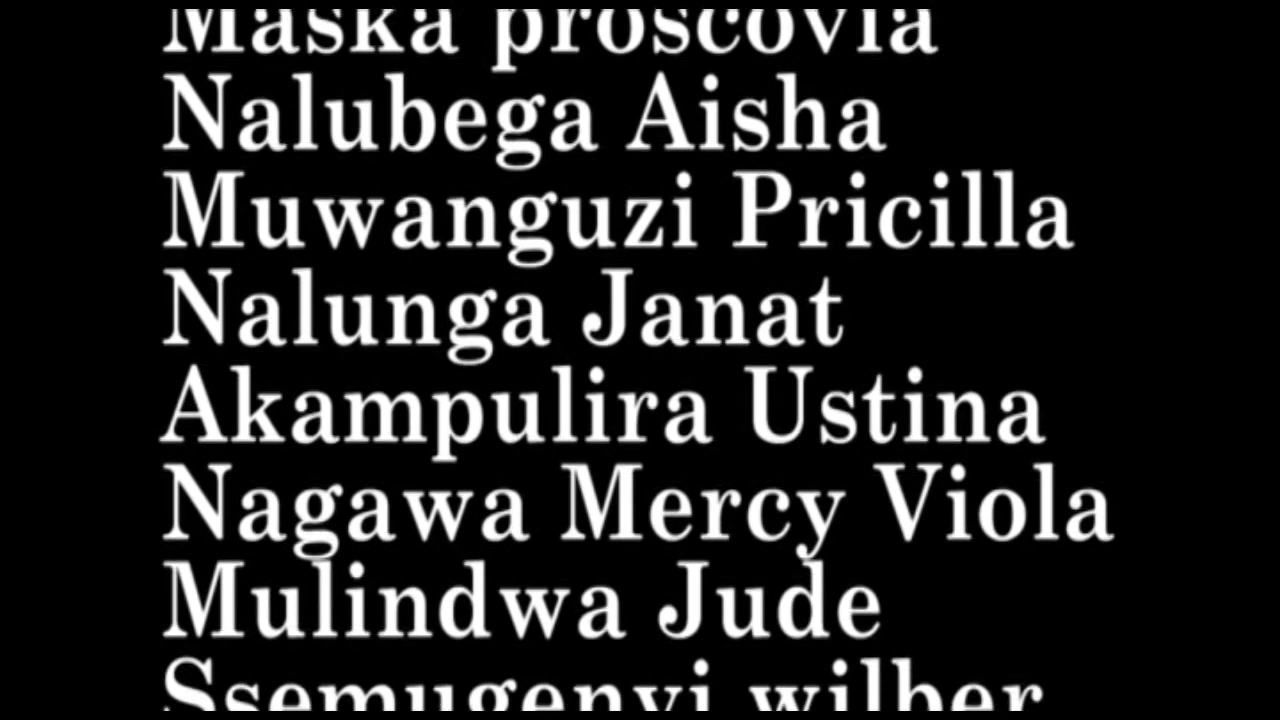 Maska proscovia
Nalubega Aisha
Muwanguzi Pricilla
Nalunga Janat
Akampulira Ustina
Nagawa Mercy Viola
Mulindwa Jude
Ssemugenyi wilber